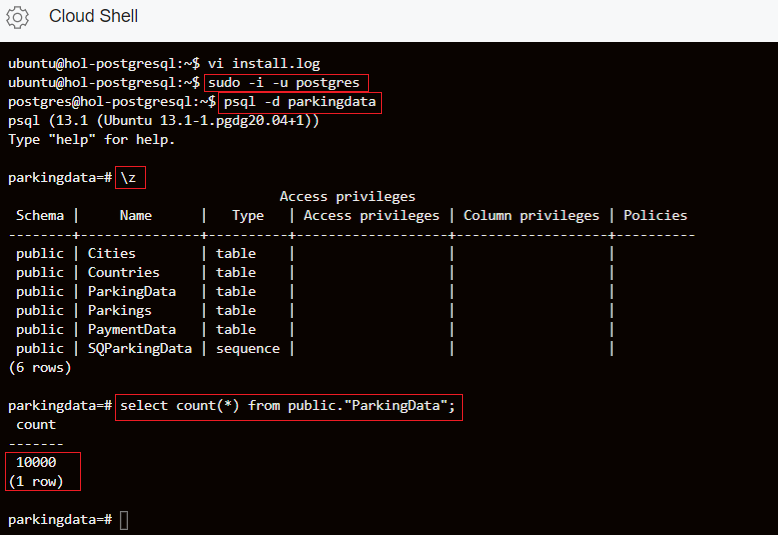 Cloud Shell
ubuntu@hol-postgresql:~$ vi install.log
ubuntu@hol-postgresql:~$ sudo -i -u postgres
postgres@hol-postgresql:~$ psql -d parkingdata
psql (13.1 (Ubuntu 13.1-1.pgdg20.04+1))
Type "help" for help.
parkingdata=# \z
Access privileges
Schema |     Name      |   Type   | Access privileges | Column privileges | Policies
--------+---------------+----------+-------------------+-------------------+----------
public | Cities        | table    |                   |                   |
public | Countries     | table    |                   |                   |
public | ParkingData   | table    |                   |                   |
public | Parkings      | table    |                   |                   |
public | PaymentData   | table    |                   |                   |
public | SQParkingData | sequence |                   |                   |
(6 rows)
parkingdata=# select count(*) from public."ParkingData";
count
-------
10000
(1 row)
parkingdata=#